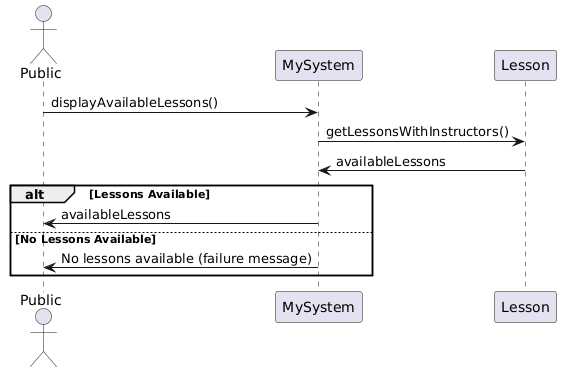 Public
MySystem
Lesson
displayAvailableLessons()
getLessonsWithInstructors()
availableLessons
alt
[Lessons Available]
availableLessons
[No Lessons Available]
No lessons available (failure message)
Public
MySystem
Lesson